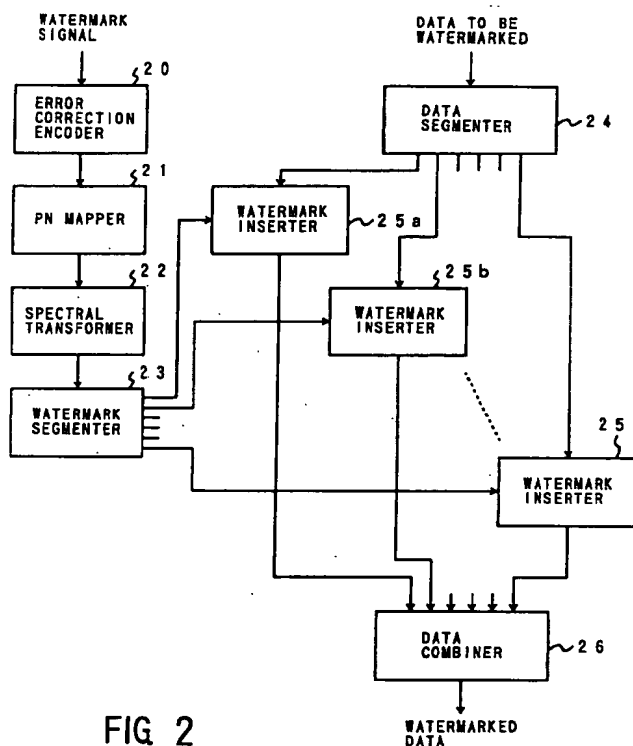 WATERMARK
SIGNAL
20
ERROR
CORRECTION
ENCODER
21
PN MAPPER
22
SPECTRAL
TRANSFORMER
23
WATERMARK
SEGMENTER
DATA TO BE
WATERMARKED
DATA
SEGMENTER
24
WATERMARK
INSERTER
25a
25b
WATERMARK
INSERTER
25
WATERMARK
INSERTER
DATA
COMBINER
26
WATERMARKED
DATA
FIG. 2